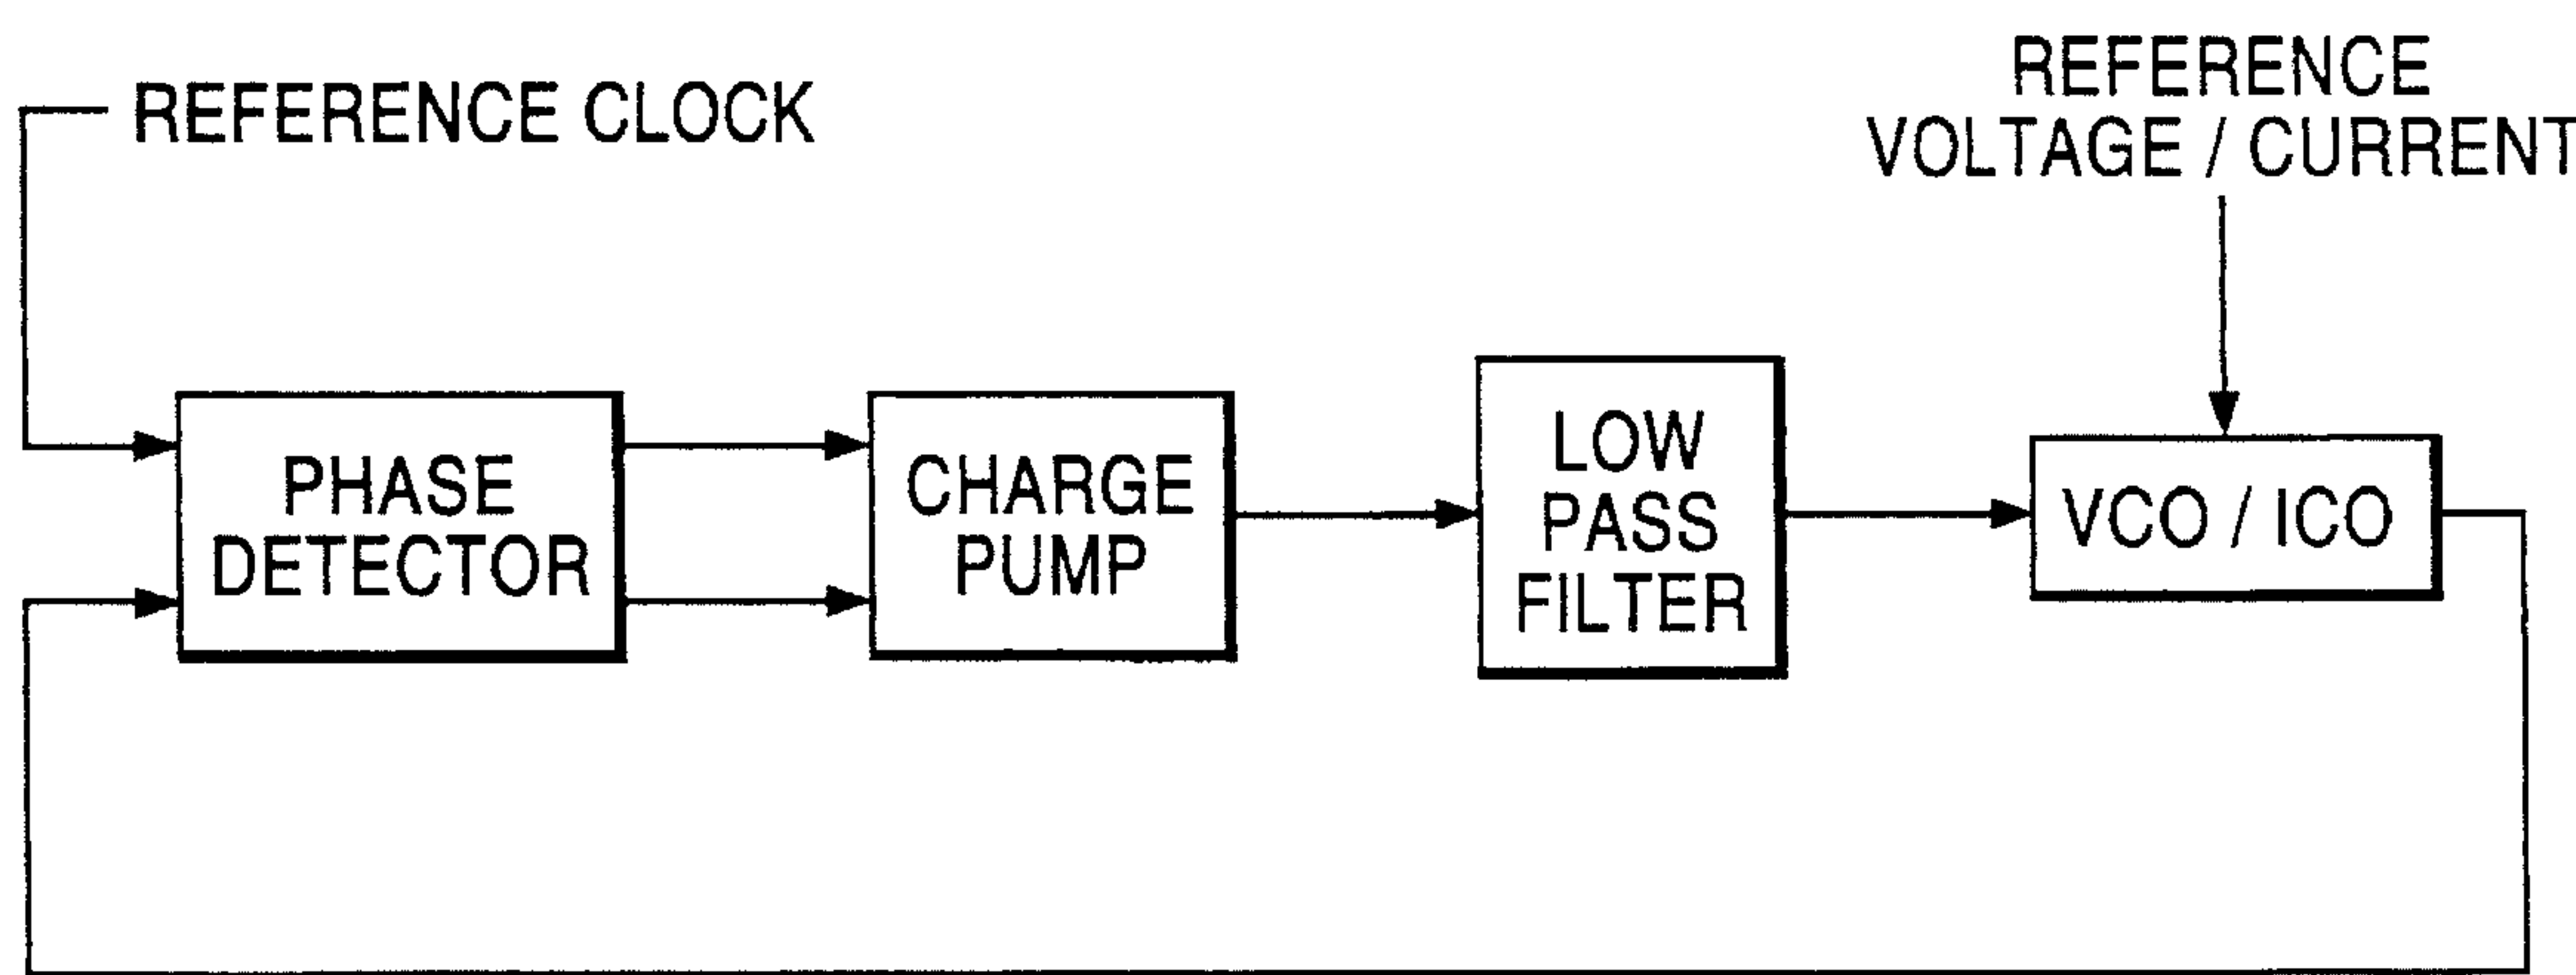 REFERENCE CLOCK
REFERENCE
VOLTAGE / CURRENT
PHASE
DETECTOR
CHARGE
PUMP
LOW
PASS
FILTER
VCO / ICO